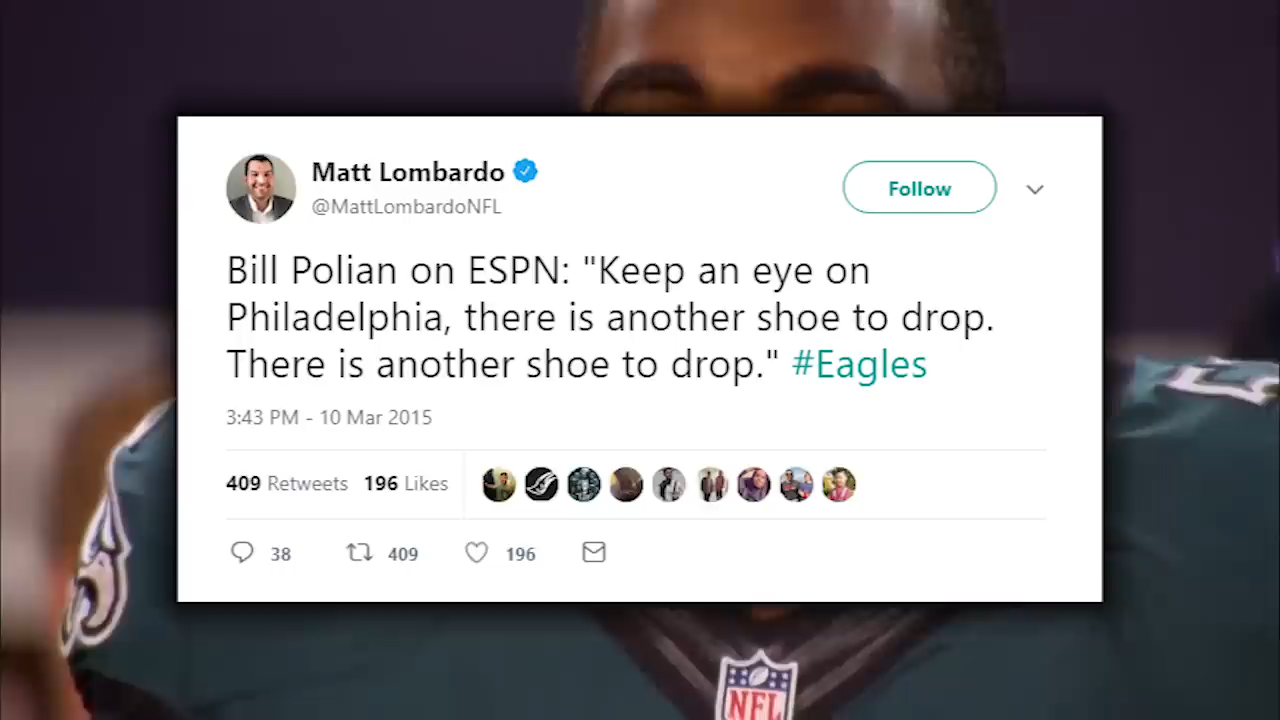 Matt Lombardo
Follow
@MattLombardoNFL
Bill Polian on ESPN: "Keep an eye on
Philadelphia, there is another shoe to drop.
There is another shoe to drop." #Eagles
3:43 PM - 10 Mar 2015
409 Retweets 196 Likes
38 409 196
NFL